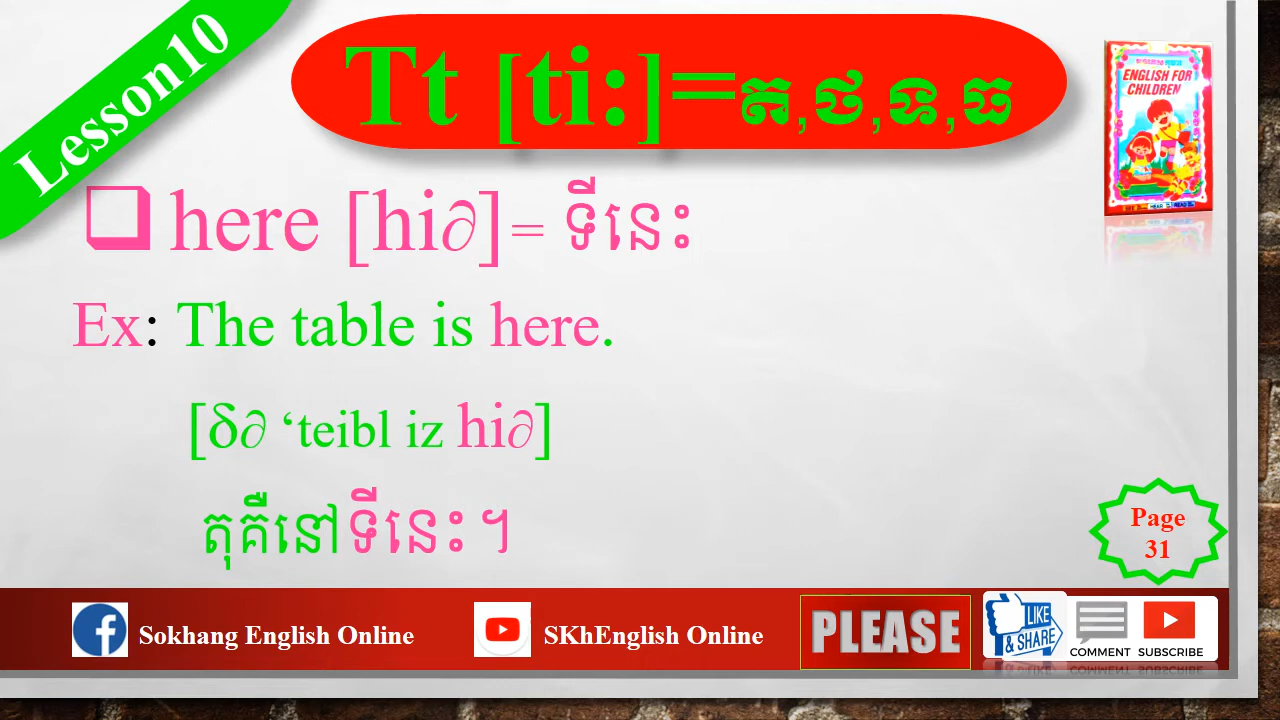 Lesson10
Tt [ti:]=ត,ថ,ទ,ធ
ENGLISH FOR
CHILDREN
❑ here [hi∂]= ទីនេះ
Ex: The table is here.
[δ∂ ‘teibl iz hi∂]
តុគឺនៅទីនេះ។
Page
31
Sokhang English Online
SKhEnglish Online
PLEASE
LIKE
& SHARE
COMMENT
SUBSCRIBE